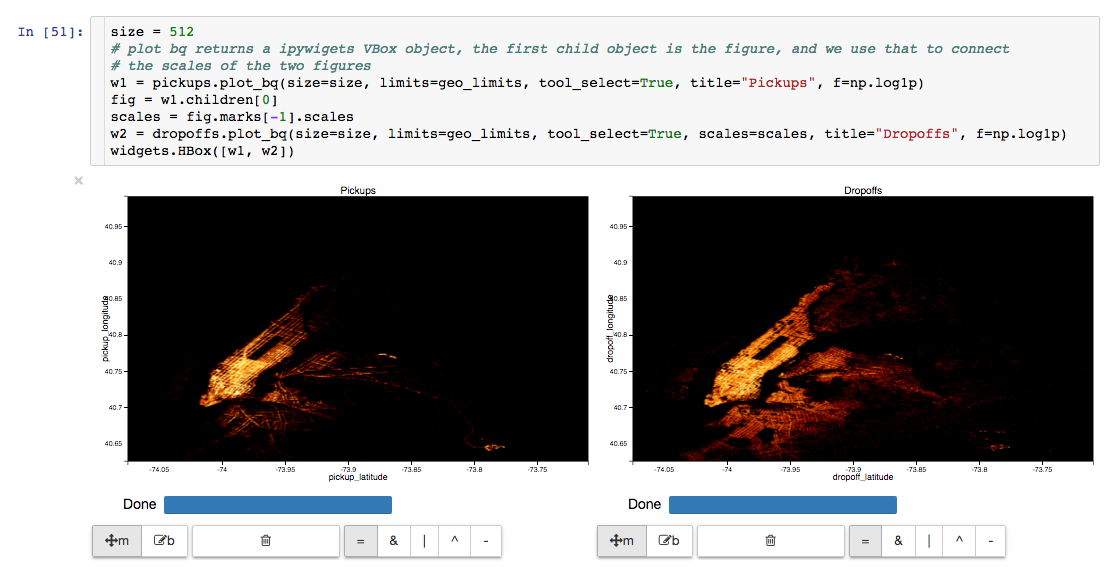 In [51]:
size = 512
# plot bq returns a ipywigets VBox object, the first child object is the figure, and we use that to connect
# the scales of the two figures
w1 = pickups.plot_bq(size=size, limits=geo_limits, tool_select=True, title="Pickups", f=np.log1p)
fig = w1.children[0]
scales = fig.marks[-1].scales
w2 = dropoffs.plot_bq(size=size, limits=geo_limits, tool_select=True, scales=scales, title="Dropoffs", f=np.log1p)
widgets.HBox([w1, w2])
×
Pickups
40.95
40.9
40.85
40.8
40.75
40.7
40.65
pickup_longitude
-74.05 -74 -73.95 -73.9 -73.85 -73.8 -73.75
pickup_latitude
Done
m b = & | ^ -
Dropoffs
40.95
40.9
40.85
40.8
40.75
40.7
40.65
dropoff_longitude
-74.05 -74 -73.95 -73.9 -73.85 -73.8 -73.75
dropoff_latitude
Done
m b = & | ^ -